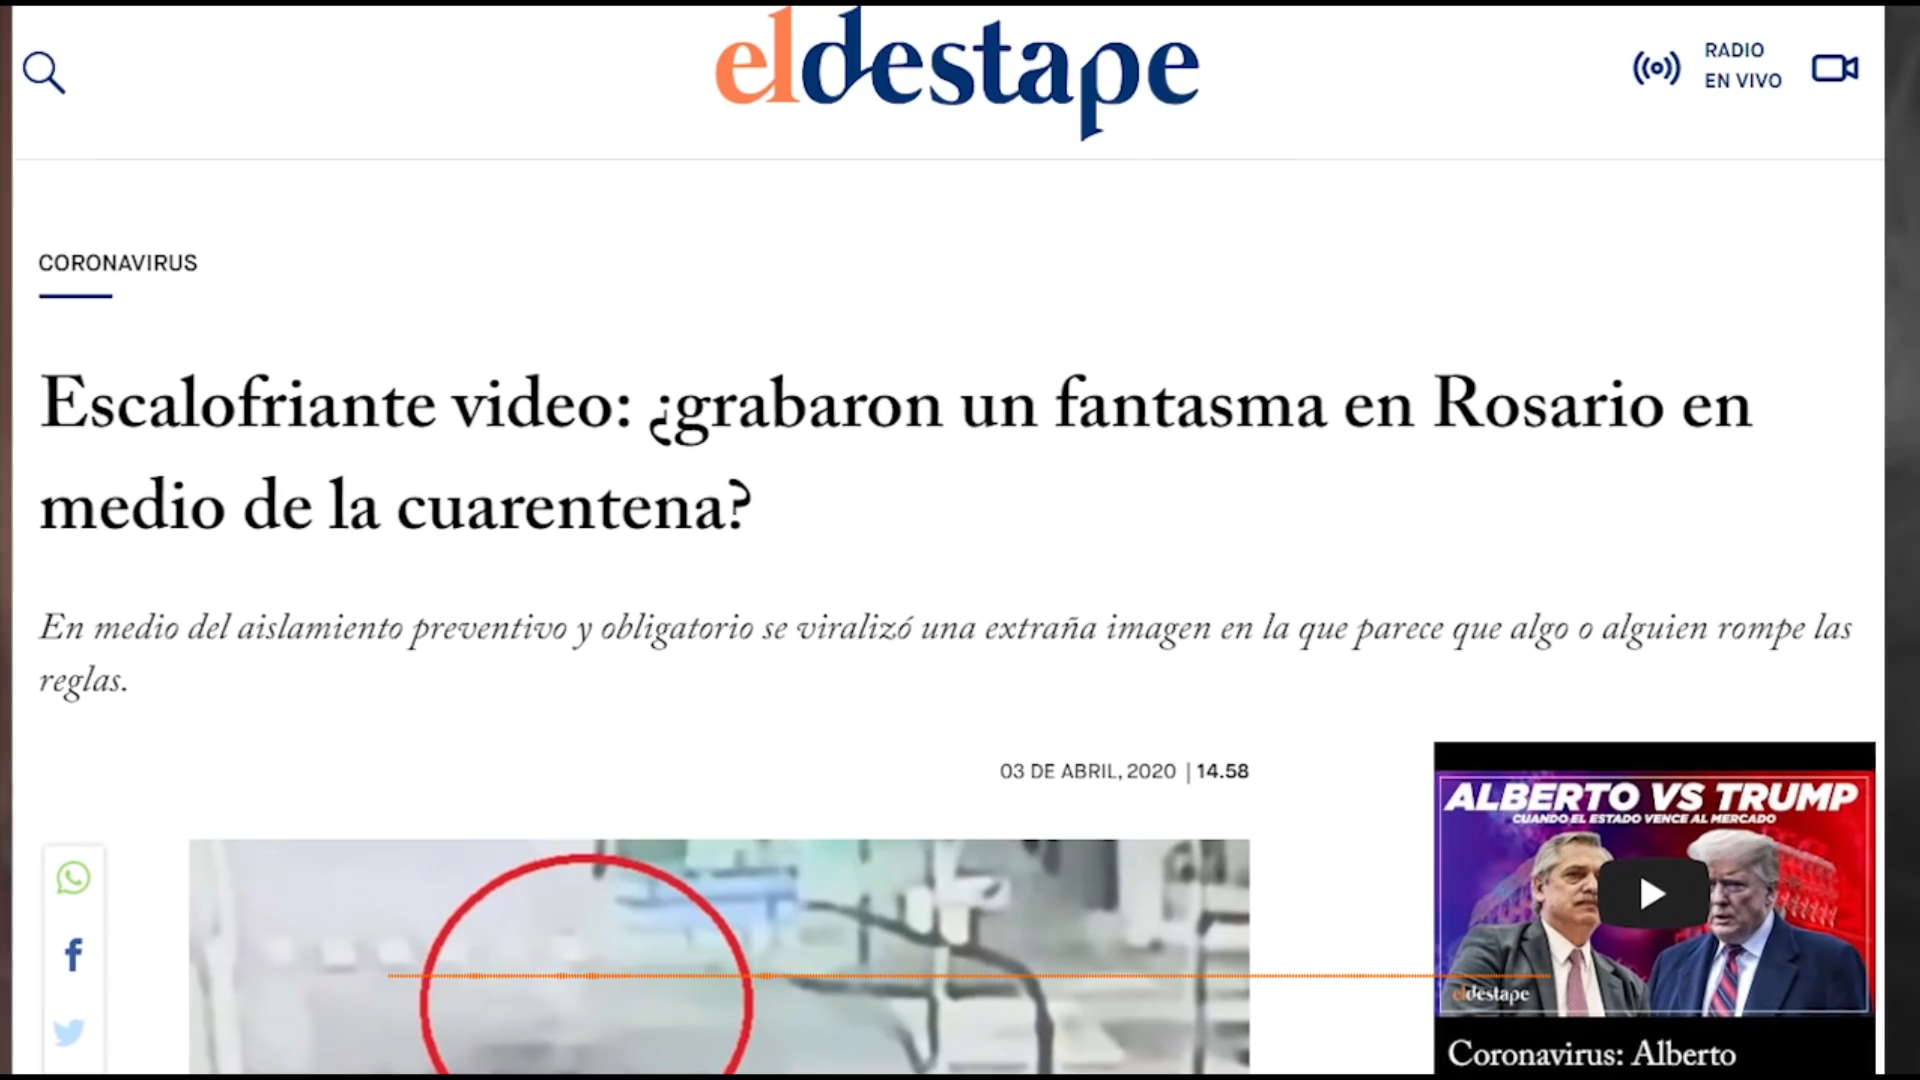 eldestape
RADIO
EN VIVO
CORONAVIRUS
Escalofriante video: ¿grabaron un fantasma en Rosario en
medio de la cuarentena?
En medio del aislamiento preventivo y obligatorio se viralizó una extraña imagen en la que parece que algo o alguien rompe las
reglas.
03 DE ABRIL, 2020 | 14.58
ALBERTO VS TRUMP
CUANDO EL ESTADO VENCE AL MERCADO
eldestape
Coronavirus: Alberto